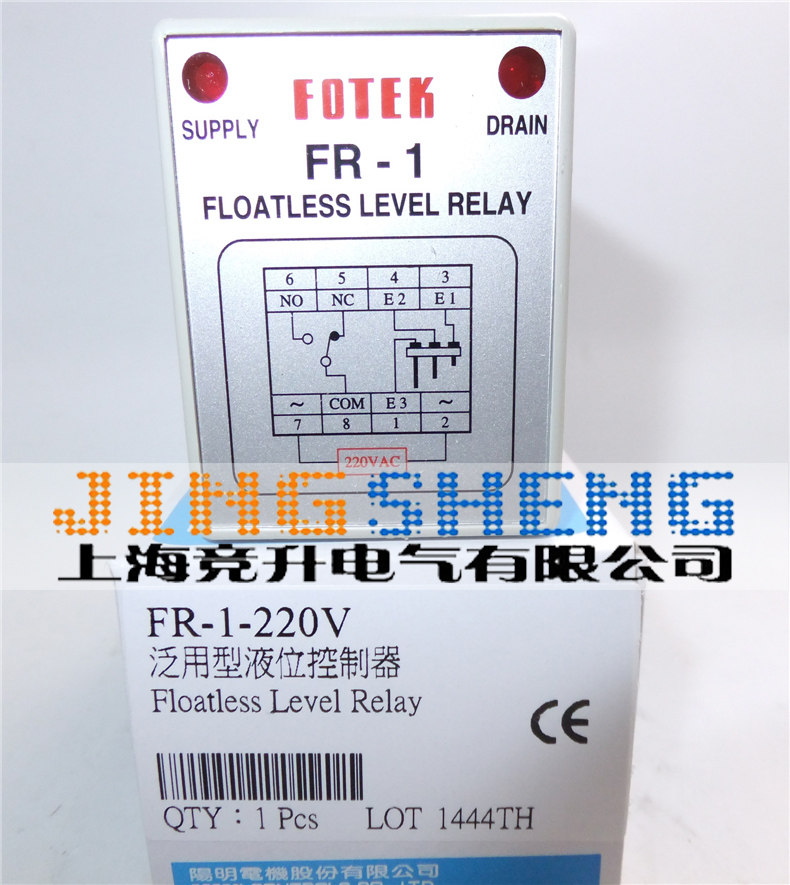 FOTEK
SUPPLY DRAIN
FR - 1
FLOATLESS LEVEL RELAY
6 5 4 3
NO NC E2 E1
~ COM E3 ~
7 8 1 2
220VAC
JINGSHENG
上海竞升电气有限公司
FR-1-220V
泛用型液位控制器
Floatless Level Relay
CE
QTY：1 Pcs LOT 1444TH
陽明電機股份有限公司